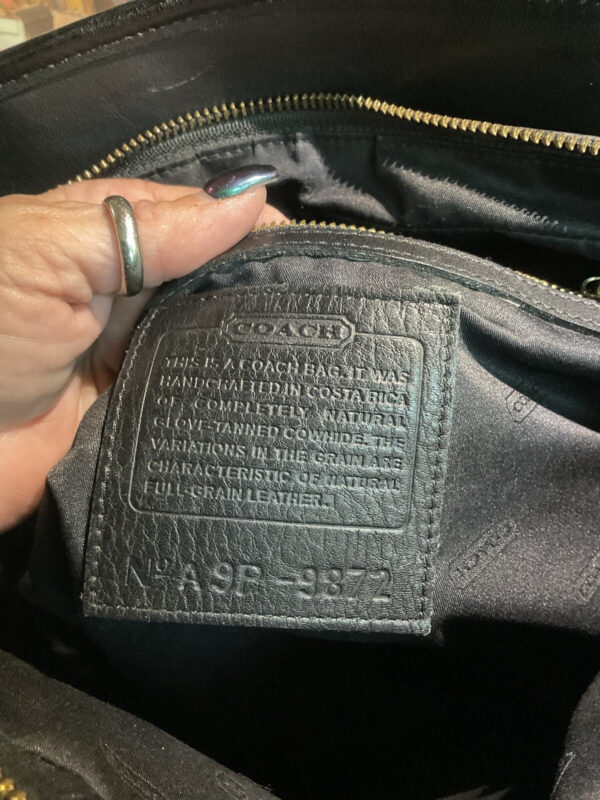 COACH
THIS IS A COACH BAG. IT WAS
HANDCRAFTED IN COSTA RICA
OF COMPLETELY NATURAL
GLOVE-TANNED COWHIDE. THE
VARIATIONS IN THE GRAIN ARE
CHARACTERISTIC OF NATURAL
FULL-GRAIN LEATHER.
Nº A9P-9872
COACH